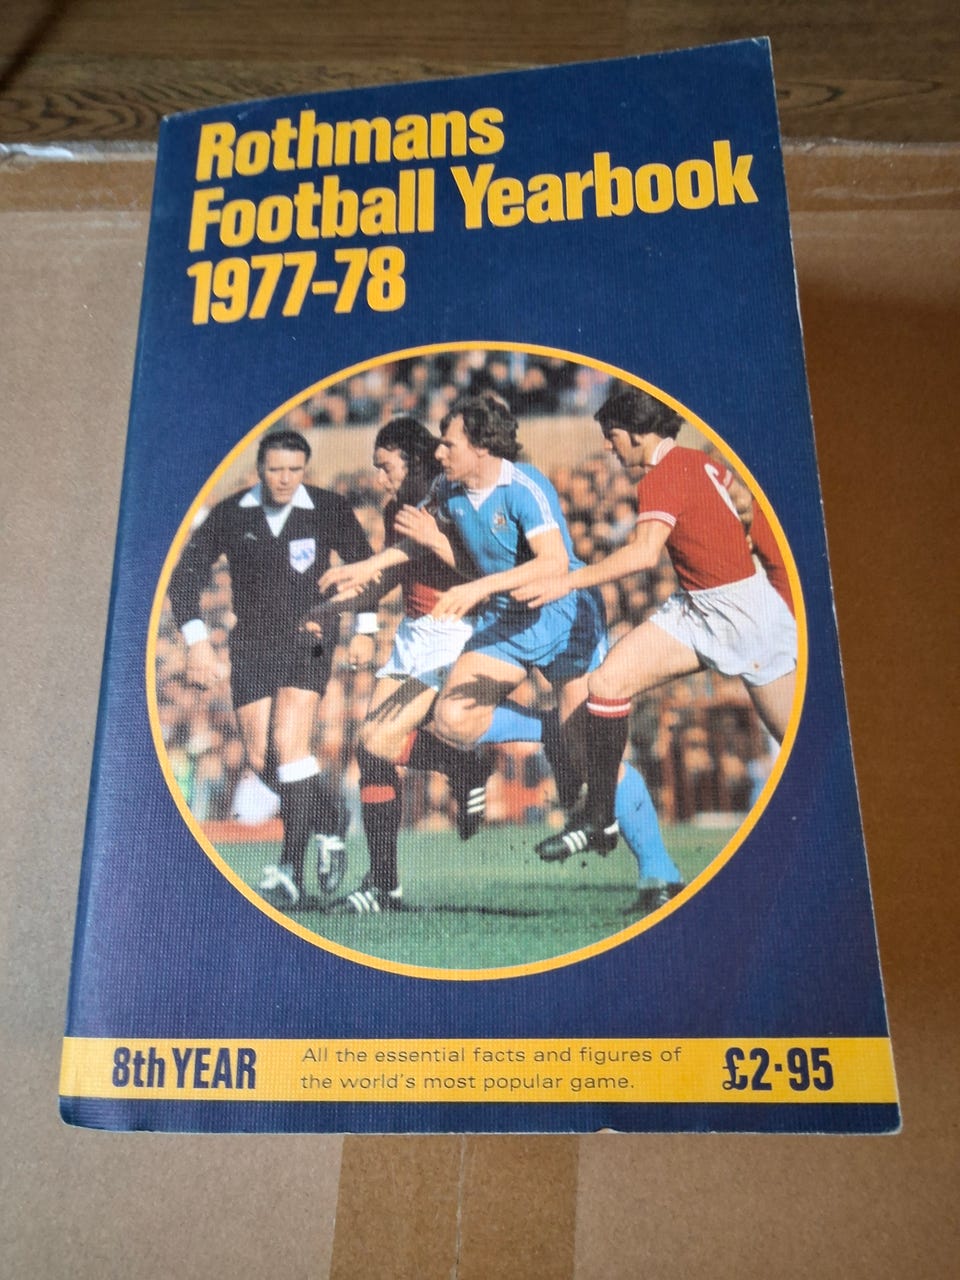 Rothmans
Football Yearbook
1977-78
8th YEAR
All the essential facts and figures of
the world's most popular game.
£2·95